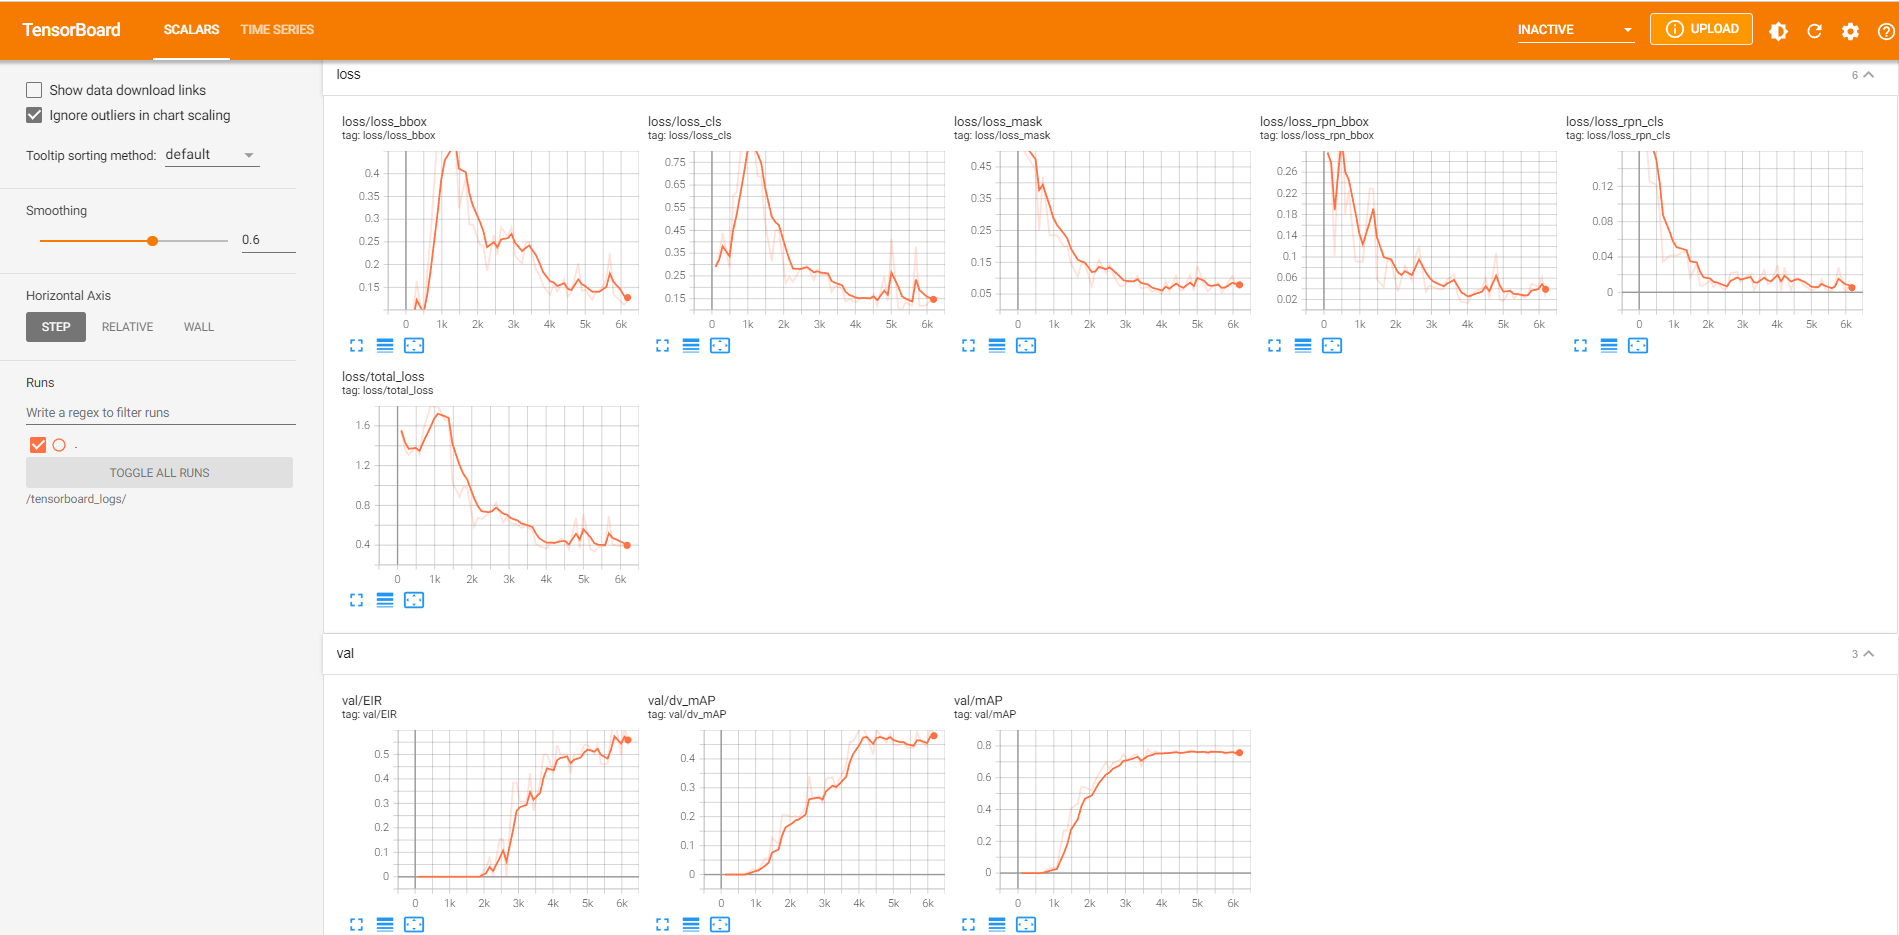 TensorBoard
SCALARS
TIME SERIES
INACTIVE
UPLOAD
Show data download links
Ignore outliers in chart scaling
Tooltip sorting method: default
Smoothing
0.6
Horizontal Axis
STEP RELATIVE WALL
Runs
Write a regex to filter runs
.
TOGGLE ALL RUNS
/tensorboard_logs/
loss
6
loss/loss_bbox
tag: loss/loss_bbox
0.4
0.35
0.3
0.25
0.2
0.15
0 1k 2k 3k 4k 5k 6k
loss/loss_cls
tag: loss/loss_cls
0.75
0.65
0.55
0.45
0.35
0.25
0.15
0 1k 2k 3k 4k 5k 6k
loss/loss_mask
tag: loss/loss_mask
0.45
0.35
0.25
0.15
0.05
0 1k 2k 3k 4k 5k 6k
loss/loss_rpn_bbox
tag: loss/loss_rpn_bbox
0.26
0.22
0.18
0.14
0.1
0.06
0.02
0 1k 2k 3k 4k 5k 6k
loss/loss_rpn_cls
tag: loss/loss_rpn_cls
0.12
0.08
0.04
0
0 1k 2k 3k 4k 5k 6k
loss/total_loss
tag: loss/total_loss
1.6
1.2
0.8
0.4
0 1k 2k 3k 4k 5k 6k
val
3
val/EIR
tag: val/EIR
0.5
0.4
0.3
0.2
0.1
0
0 1k 2k 3k 4k 5k 6k
val/dv_mAP
tag: val/dv_mAP
0.4
0.3
0.2
0.1
0
0 1k 2k 3k 4k 5k 6k
val/mAP
tag: val/mAP
0.8
0.6
0.4
0.2
0
0 1k 2k 3k 4k 5k 6k